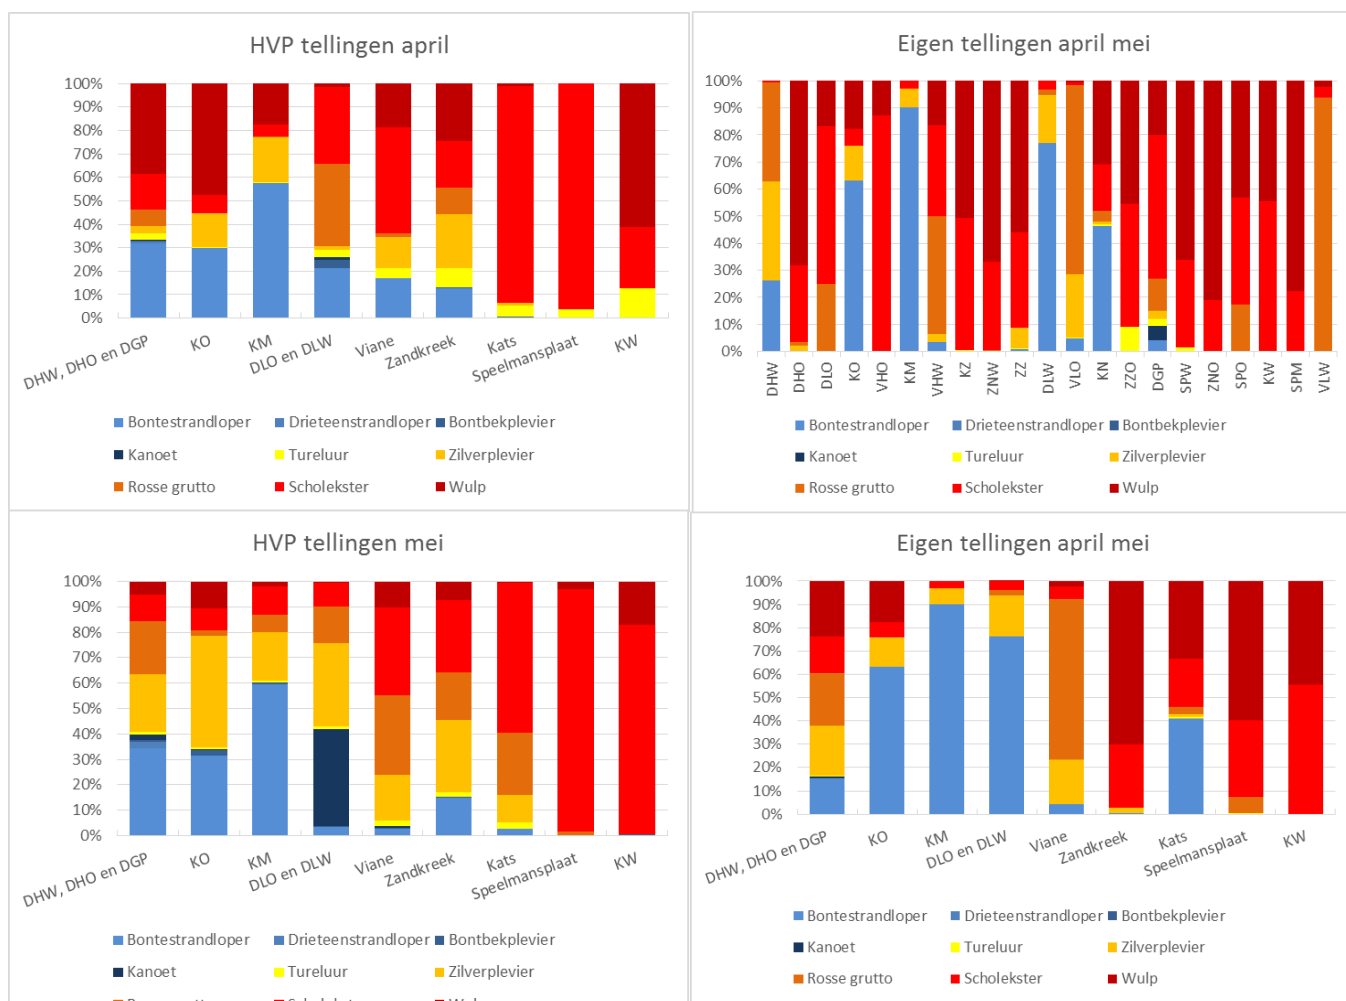 HVP tellingen april
100%
90%
80%
70%
60%
50%
40%
30%
20%
10%
0%
DHW, DHO en DGP
KO
KM
DLO en DLW
Viane
Zandkreek
Kats
Speelmansplaat
KW
Bontestrandloper
Drieteenstrandloper
Bontbekplevier
Kanoet
Tureluur
Zilverplevier
Rosse grutto
Scholekster
Wulp
Eigen tellingen april mei
100%
90%
80%
70%
60%
50%
40%
30%
20%
10%
0%
DHW
DHO
DLO
KO
VHO
KM
VHW
KZ
ZNW
ZZ
DLW
VLO
KN
ZZO
DGP
SPW
ZNO
SPO
KW
SPM
VLW
Bontestrandloper
Drieteenstrandloper
Bontbekplevier
Kanoet
Tureluur
Zilverplevier
Rosse grutto
Scholekster
Wulp
HVP tellingen mei
100%
90%
80%
70%
60%
50%
40%
30%
20%
10%
0%
DHW, DHO en DGP
KO
KM
DLO en DLW
Viane
Zandkreek
Kats
Speelmansplaat
KW
Bontestrandloper
Drieteenstrandloper
Bontbekplevier
Kanoet
Tureluur
Zilverplevier
Eigen tellingen april mei
100%
90%
80%
70%
60%
50%
40%
30%
20%
10%
0%
DHW, DHO en DGP
KO
KM
DLO en DLW
Viane
Zandkreek
Kats
Speelmansplaat
KW
Bontestrandloper
Drieteenstrandloper
Bontbekplevier
Kanoet
Tureluur
Zilverplevier
Rosse grutto
Scholekster
Wulp